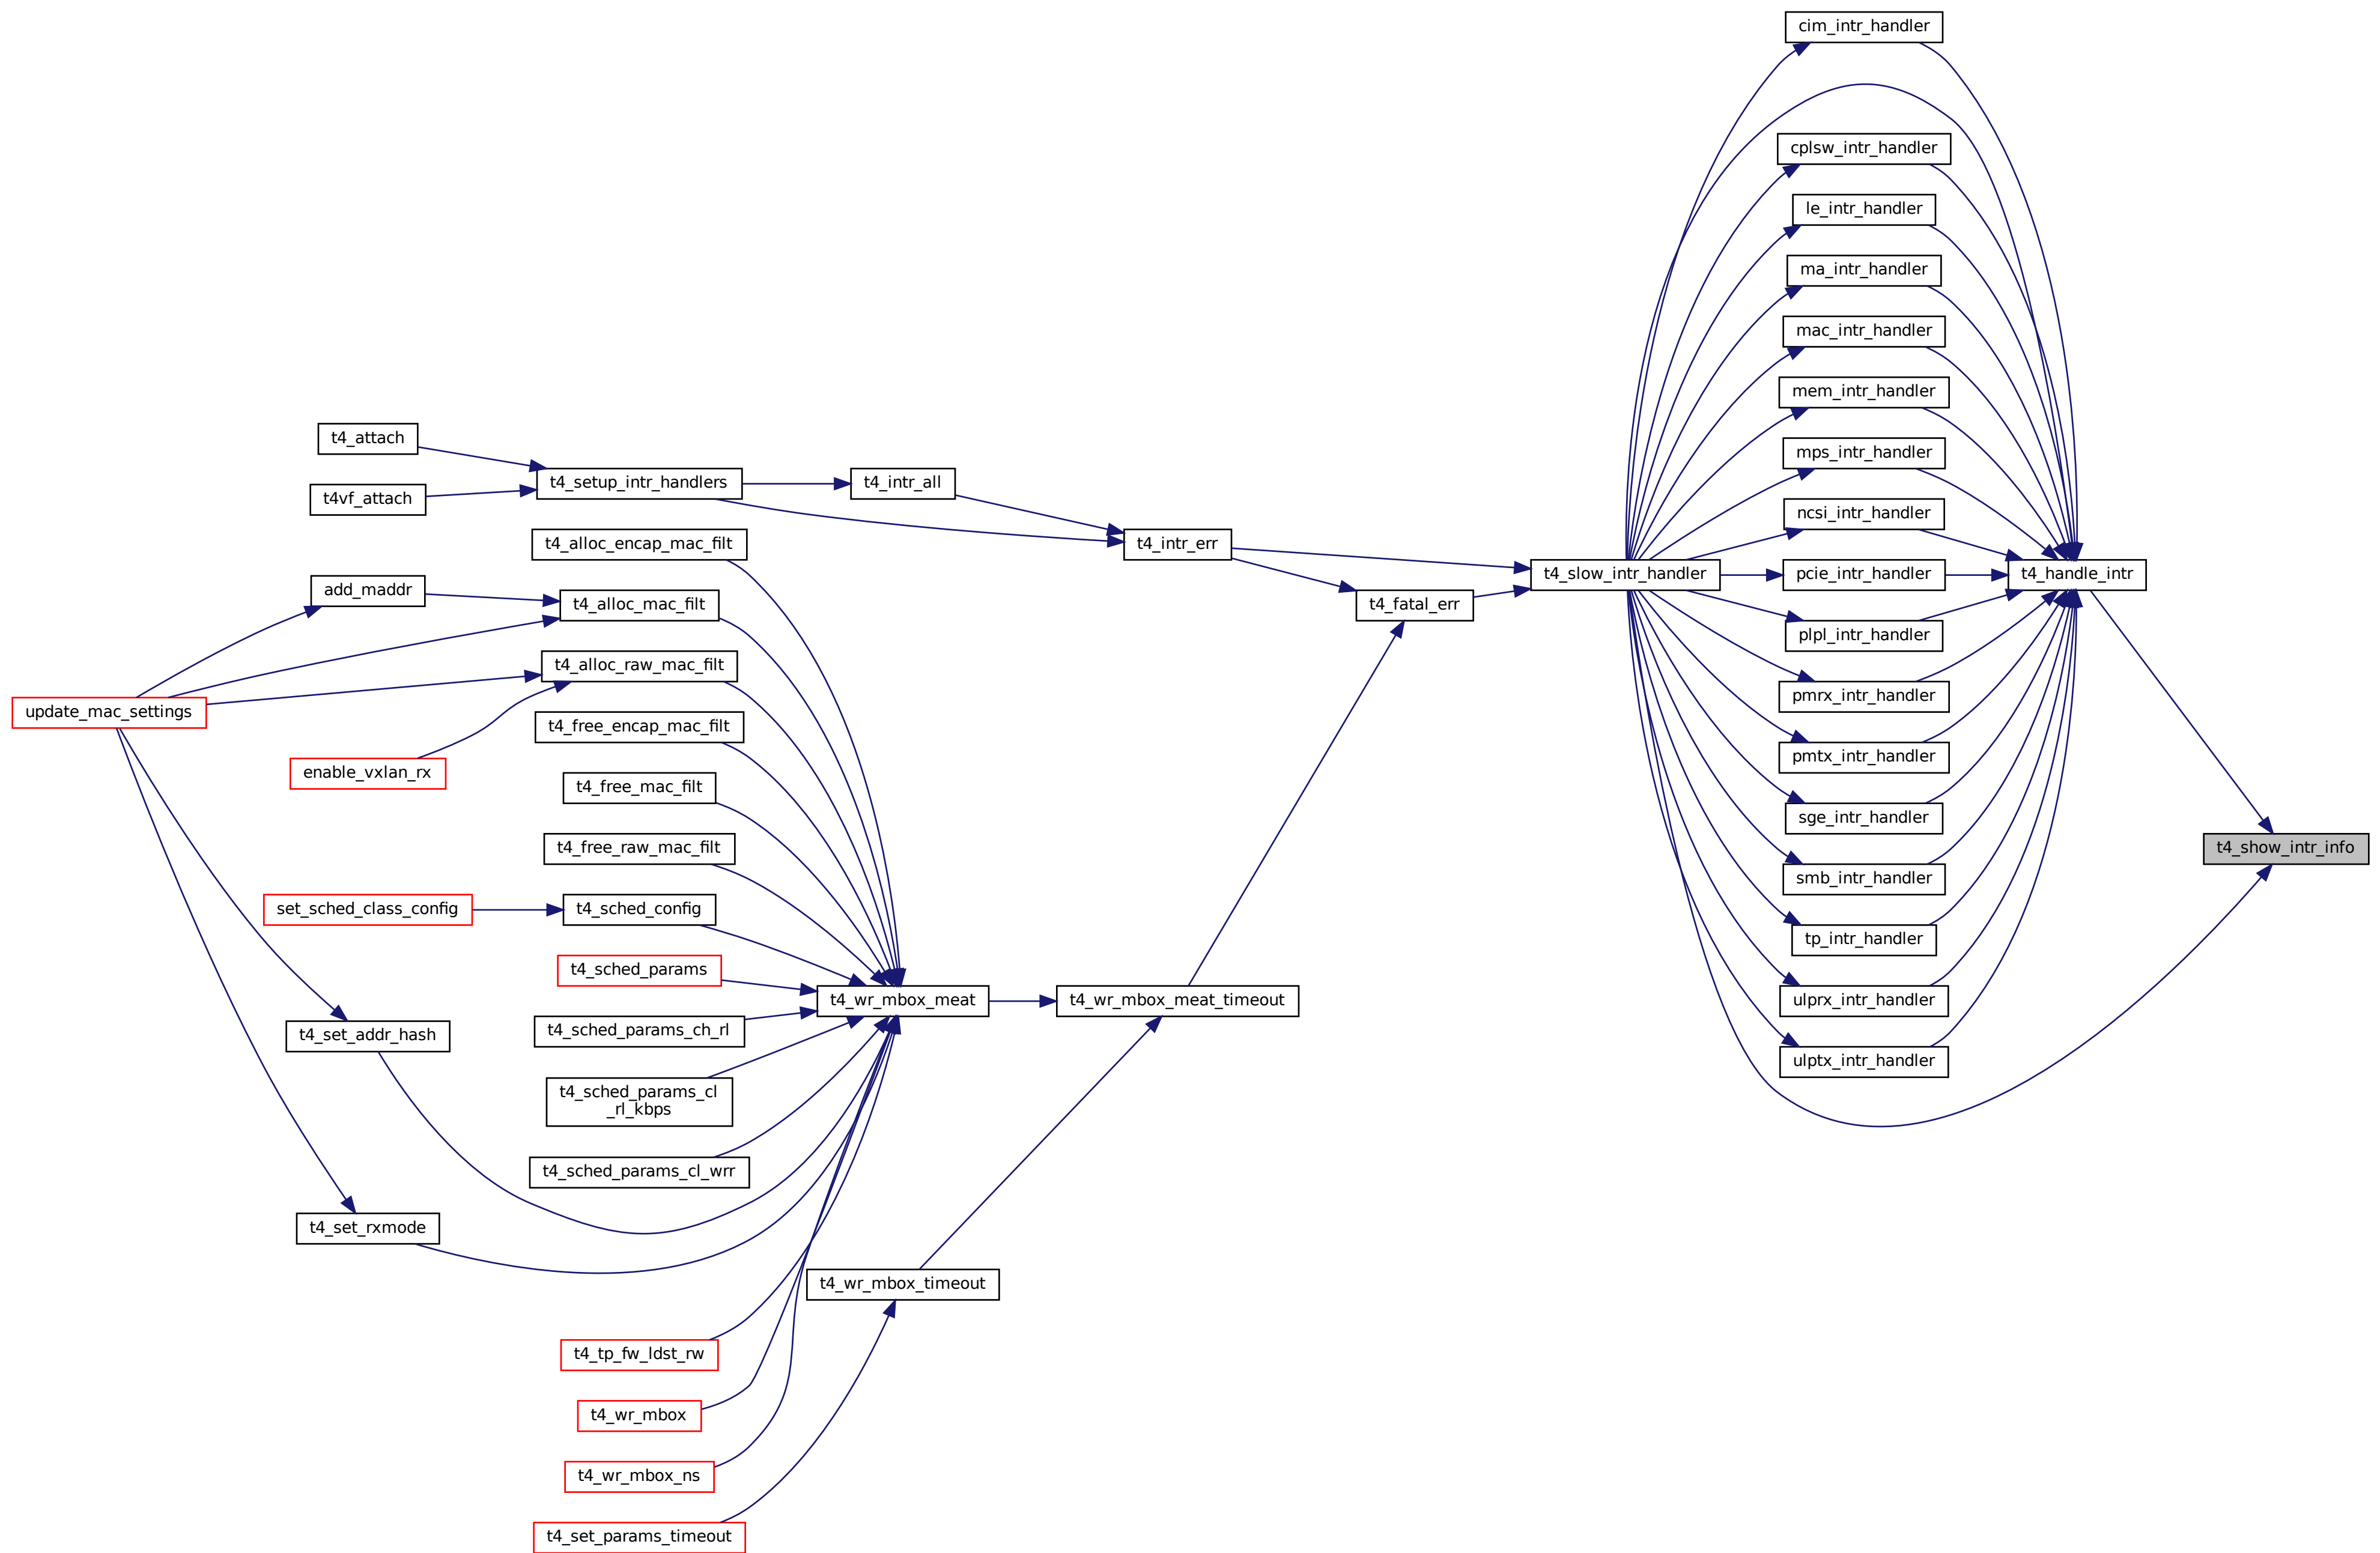 cim_intr_handler
cplsw_intr_handler
le_intr_handler
ma_intr_handler
mac_intr_handler
mem_intr_handler
mps_intr_handler
ncsi_intr_handler
pcie_intr_handler
plpl_intr_handler
pmrx_intr_handler
pmtx_intr_handler
sge_intr_handler
smb_intr_handler
tp_intr_handler
ulprx_intr_handler
ulptx_intr_handler
t4_handle_intr
t4_show_intr_info
t4_slow_intr_handler
t4_fatal_err
t4_intr_err
t4_intr_all
t4_setup_intr_handlers
t4_attach
t4vf_attach
t4_alloc_encap_mac_filt
add_maddr
t4_alloc_mac_filt
t4_alloc_raw_mac_filt
update_mac_settings
t4_free_encap_mac_filt
enable_vxlan_rx
t4_free_mac_filt
t4_free_raw_mac_filt
set_sched_class_config
t4_sched_config
t4_sched_params
t4_wr_mbox_meat
t4_wr_mbox_meat_timeout
t4_sched_params_ch_rl
t4_set_addr_hash
t4_sched_params_cl
_rl_kbps
t4_sched_params_cl_wrr
t4_set_rxmode
t4_wr_mbox_timeout
t4_tp_fw_ldst_rw
t4_wr_mbox
t4_wr_mbox_ns
t4_set_params_timeout